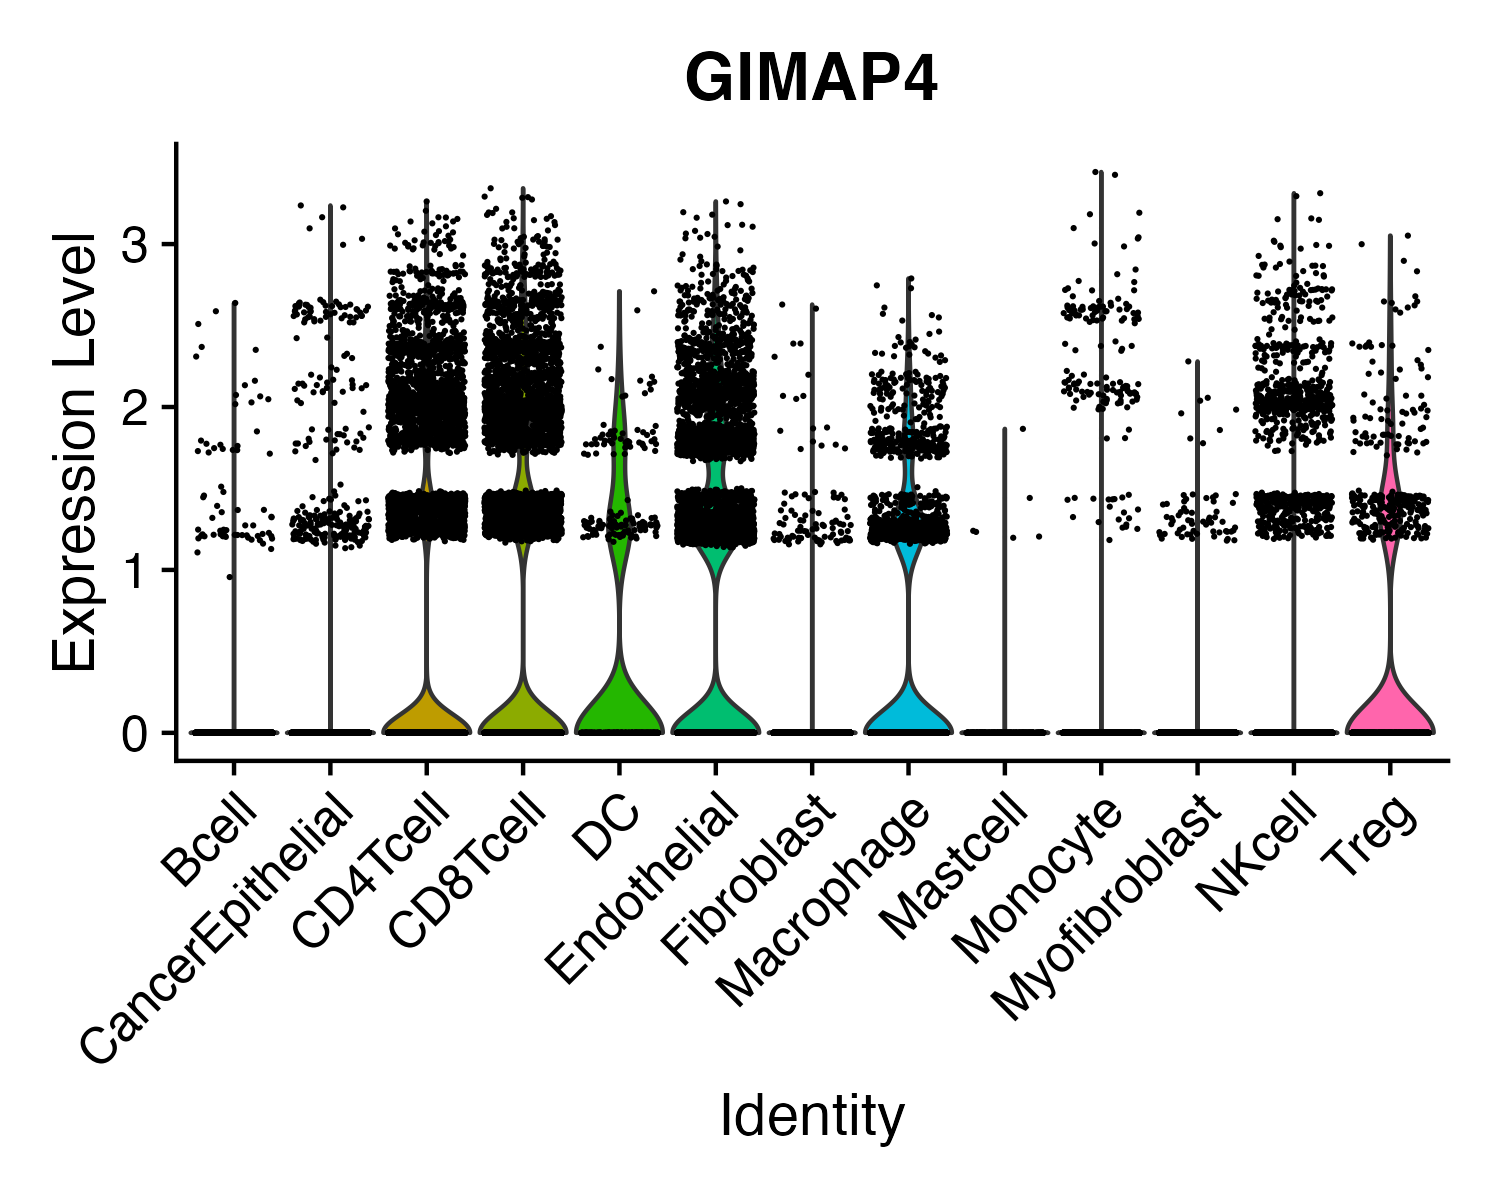 GIMAP4
Expression Level
3
2
1
0
Bcell
CancerEpithelial
CD4Tcell
CD8Tcell
DC
Endothelial
Fibroblast
Macrophage
Mastcell
Monocyte
Myofibroblast
NKcell
Treg
Identity